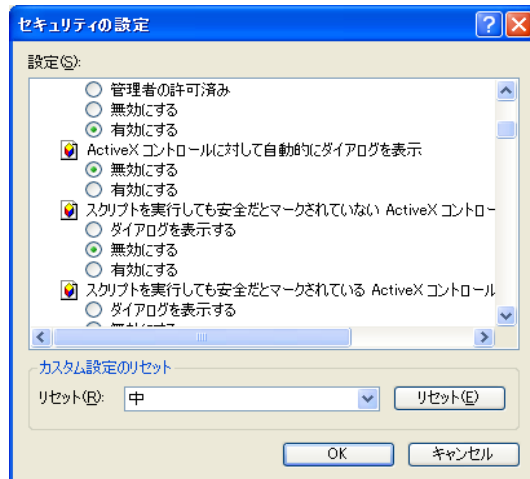 セキュリティの設定
設定(S):
管理者の許可済み
無効にする
有効にする
ActiveX コントロールに対して自動的にダイアログを表示
無効にする
有効にする
スクリプトを実行しても安全だとマークされていない ActiveX コントロー
ダイアログを表示する
無効にする
有効にする
スクリプトを実行しても安全だとマークされている ActiveX コントロール
ダイアログを表示する
カスタム設定のリセット
リセット(R): 中 リセット(E)
OK キャンセル